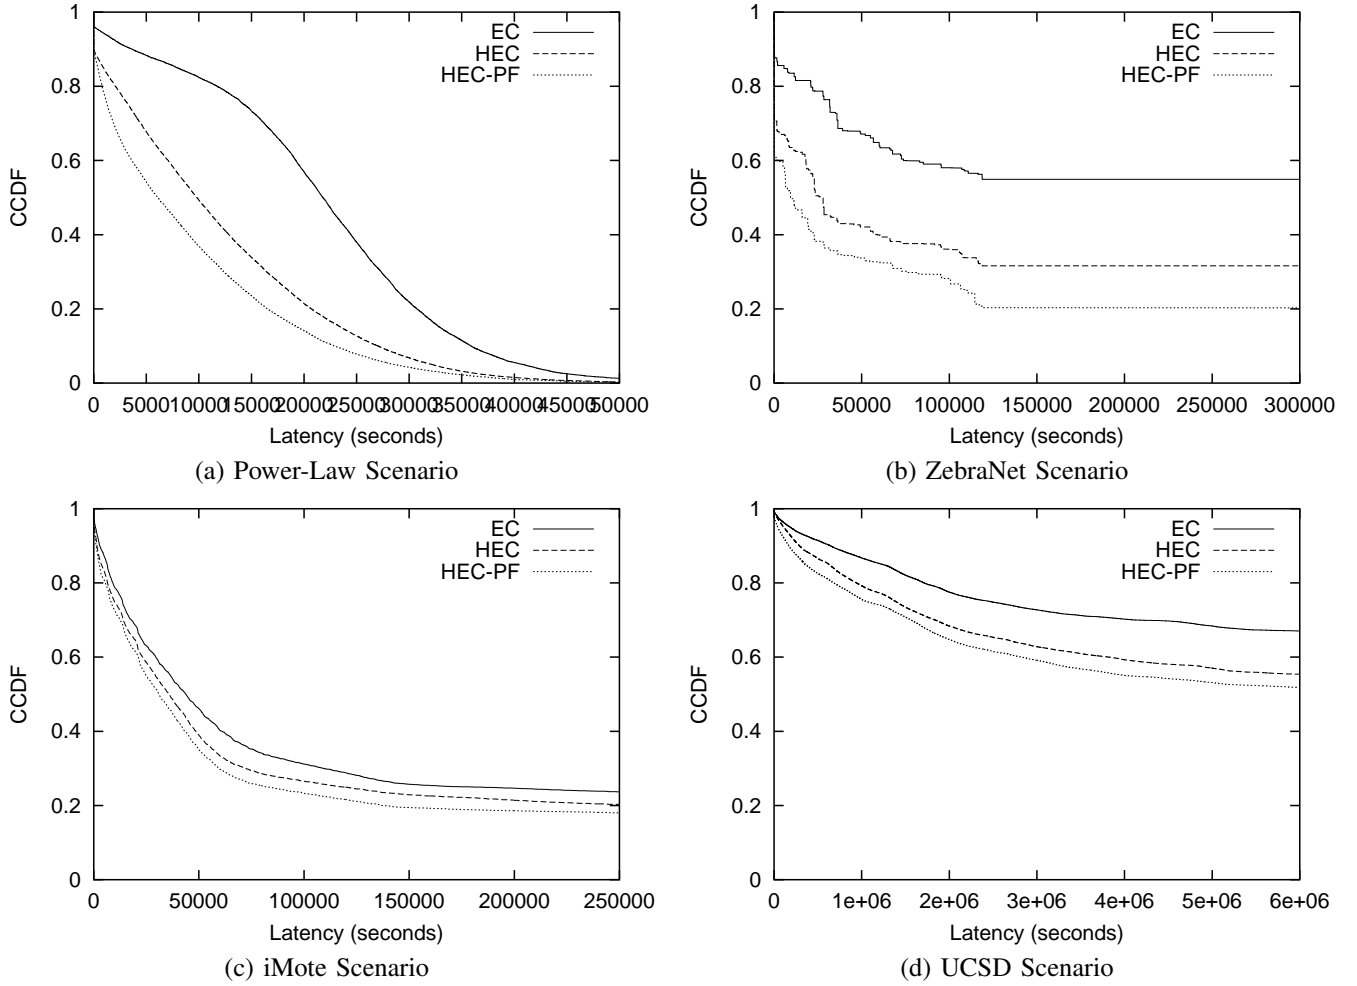 1
0.8
0.6
0.4
0.2
0
CCDF
EC
HEC
HEC-PF
0 5000 10000 15000 20000 25000 30000 35000 40000 45000 50000
Latency (seconds)
(a) Power-Law Scenario
1
0.8
0.6
0.4
0.2
0
CCDF
EC
HEC
HEC-PF
0 50000 100000 150000 200000 250000 300000
Latency (seconds)
(b) ZebraNet Scenario
1
0.8
0.6
0.4
0.2
0
CCDF
EC
HEC
HEC-PF
0 50000 100000 150000 200000 250000
Latency (seconds)
(c) iMote Scenario
1
0.8
0.6
0.4
0.2
0
CCDF
EC
HEC
HEC-PF
0 1e+06 2e+06 3e+06 4e+06 5e+06 6e+06
Latency (seconds)
(d) UCSD Scenario